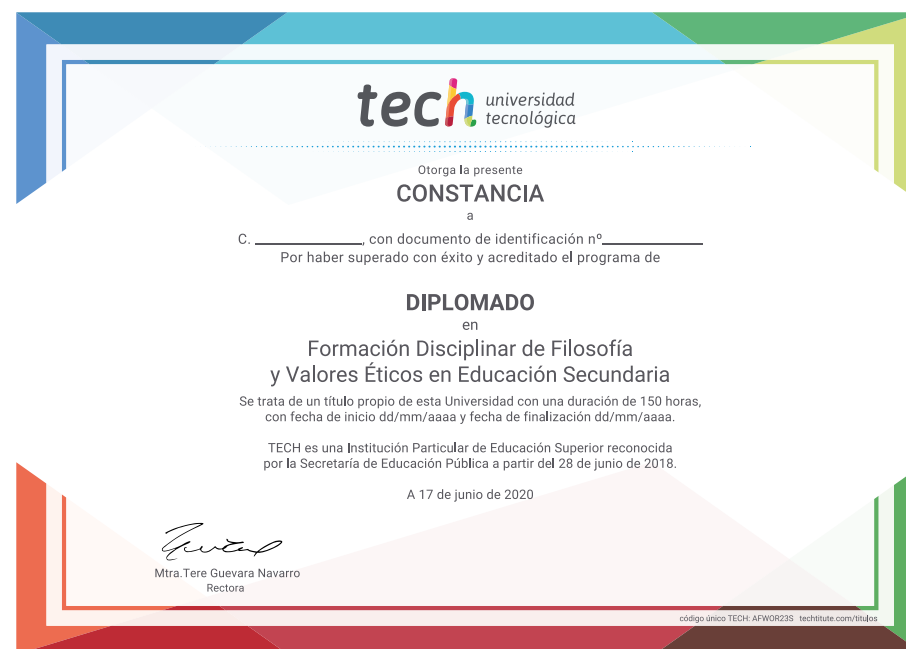 tech universidad
tecnológica
Otorga la presente
CONSTANCIA
a
C. ______________, con documento de identificación nº______________
Por haber superado con éxito y acreditado el programa de
DIPLOMADO
en
Formación Disciplinar de Filosofía
y Valores Éticos en Educación Secundaria
Se trata de un título propio de esta Universidad con una duración de 150 horas,
con fecha de inicio dd/mm/aaaa y fecha de finalización dd/mm/aaaa.
TECH es una Institución Particular de Educación Superior reconocida
por la Secretaría de Educación Pública a partir del 28 de junio de 2018.
A 17 de junio de 2020
Mtra.Tere Guevara Navarro
Rectora
código único TECH: AFWOR23S techtitute.com/titulos